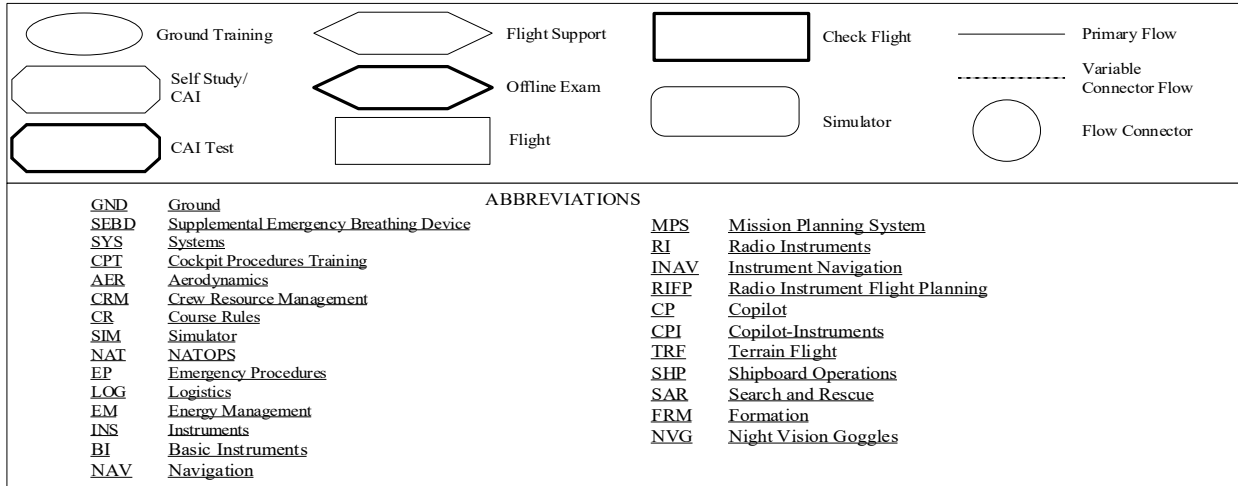 Ground Training
Flight Support
Check Flight
Primary Flow
Self Study/
CAI
Offline Exam
Variable
Connector Flow
CAI Test
Flight
Simulator
Flow Connector
ABBREVIATIONS
GND Ground
SEBD Supplemental Emergency Breathing Device
SYS Systems
CPT Cockpit Procedures Training
AER Aerodynamics
CRM Crew Resource Management
CR Course Rules
SIM Simulator
NAT NATOPS
EP Emergency Procedures
LOG Logistics
EM Energy Management
INS Instruments
BI Basic Instruments
NAV Navigation
MPS Mission Planning System
RI Radio Instruments
INAV Instrument Navigation
RIFP Radio Instrument Flight Planning
CP Copilot
CPI Copilot-Instruments
TRF Terrain Flight
SHP Shipboard Operations
SAR Search and Rescue
FRM Formation
NVG Night Vision Goggles